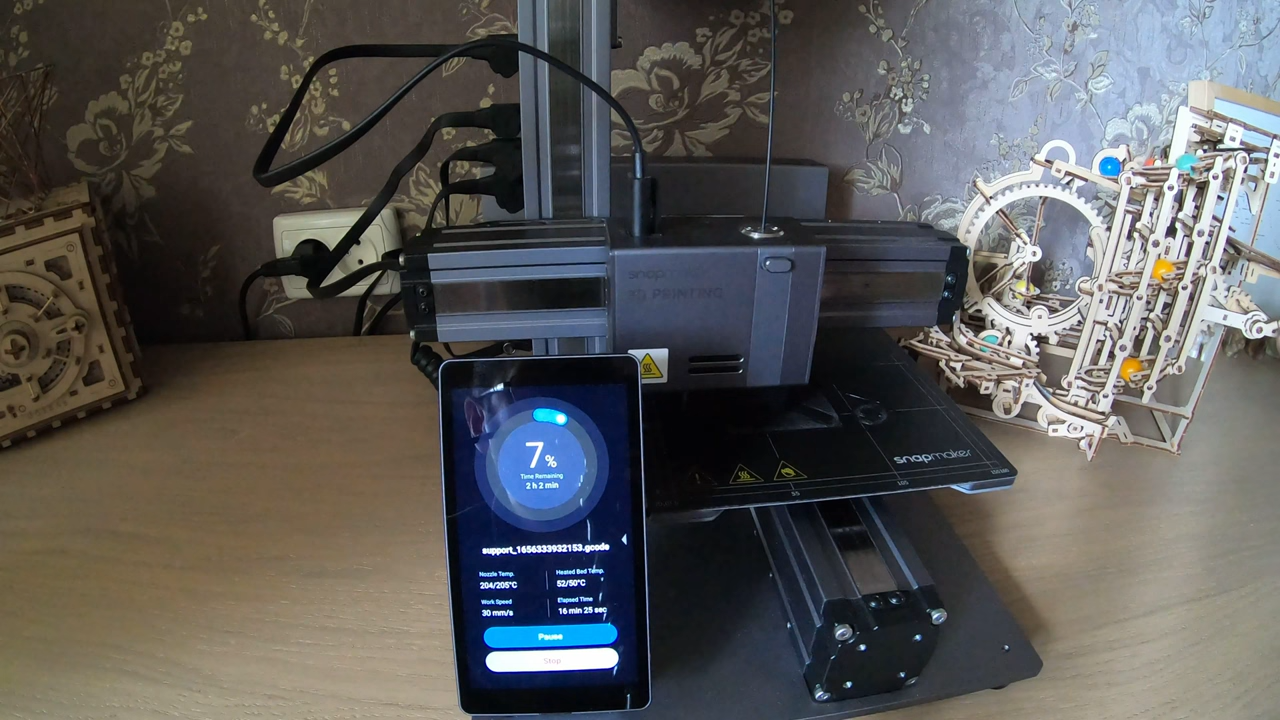 snapmaker
3D PRINTING
7%
Time Remaining
2 h 2 min
support_1656333932153.gcode
Nozzle Temp.
204/205°C
Heated Bed Temp.
52/50°C
Work Speed
30 mm/s
Elapsed Time
16 min 25 sec
Pause
Stop
snapmaker